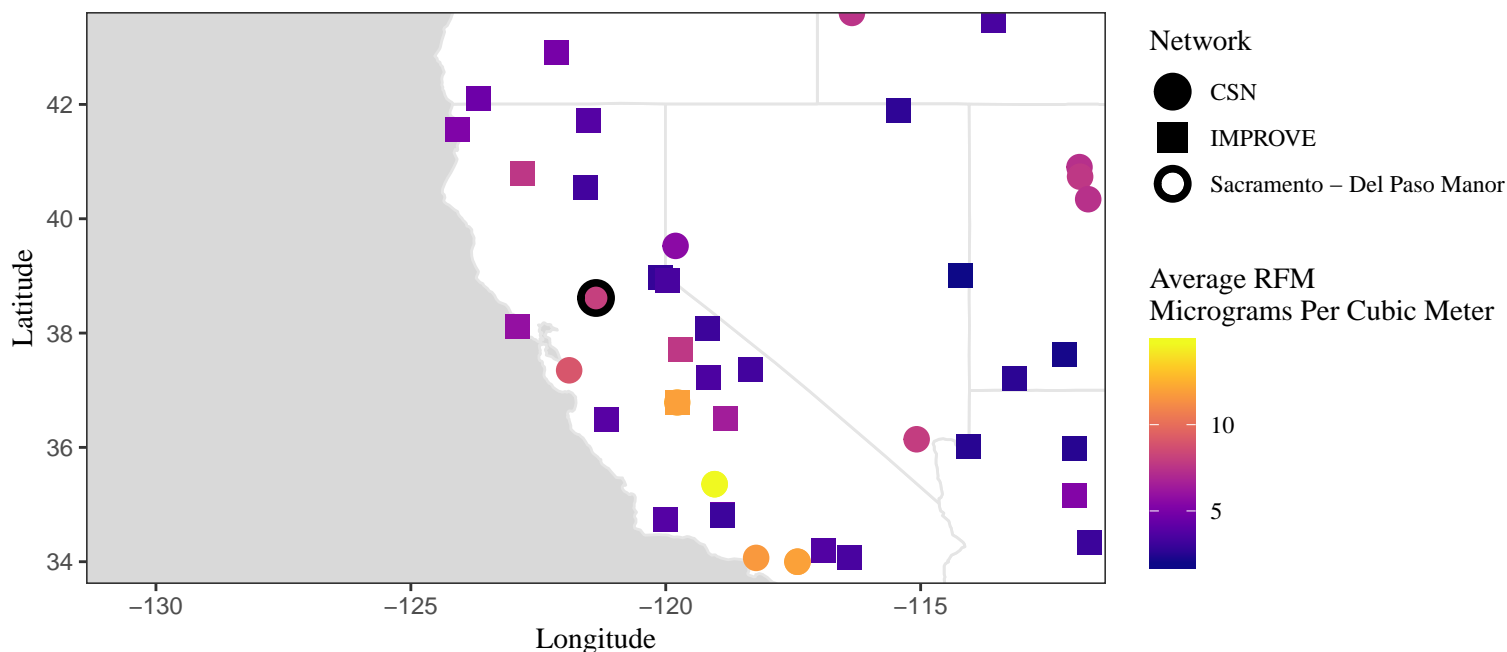 42
40
38
36
34
Latitude
−130
−125
−120
−115
Longitude
Network
CSN
IMPROVE
Sacramento – Del Paso Manor
Average RFM
Micrograms Per Cubic Meter
10
5